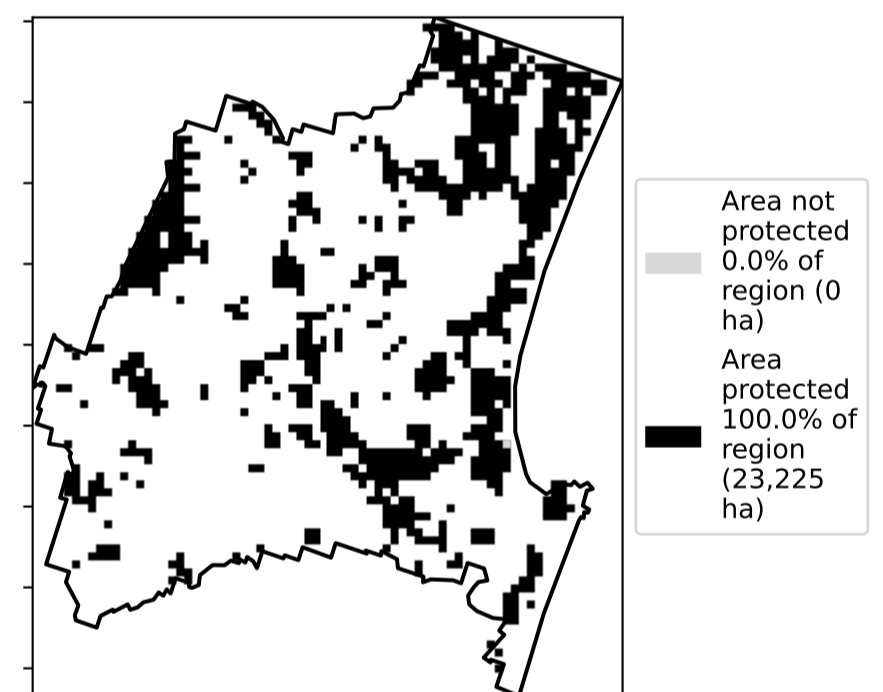 Area not
protected
0.0% of
region (0
ha)
Area
protected
100.0% of
region
(23,225
ha)